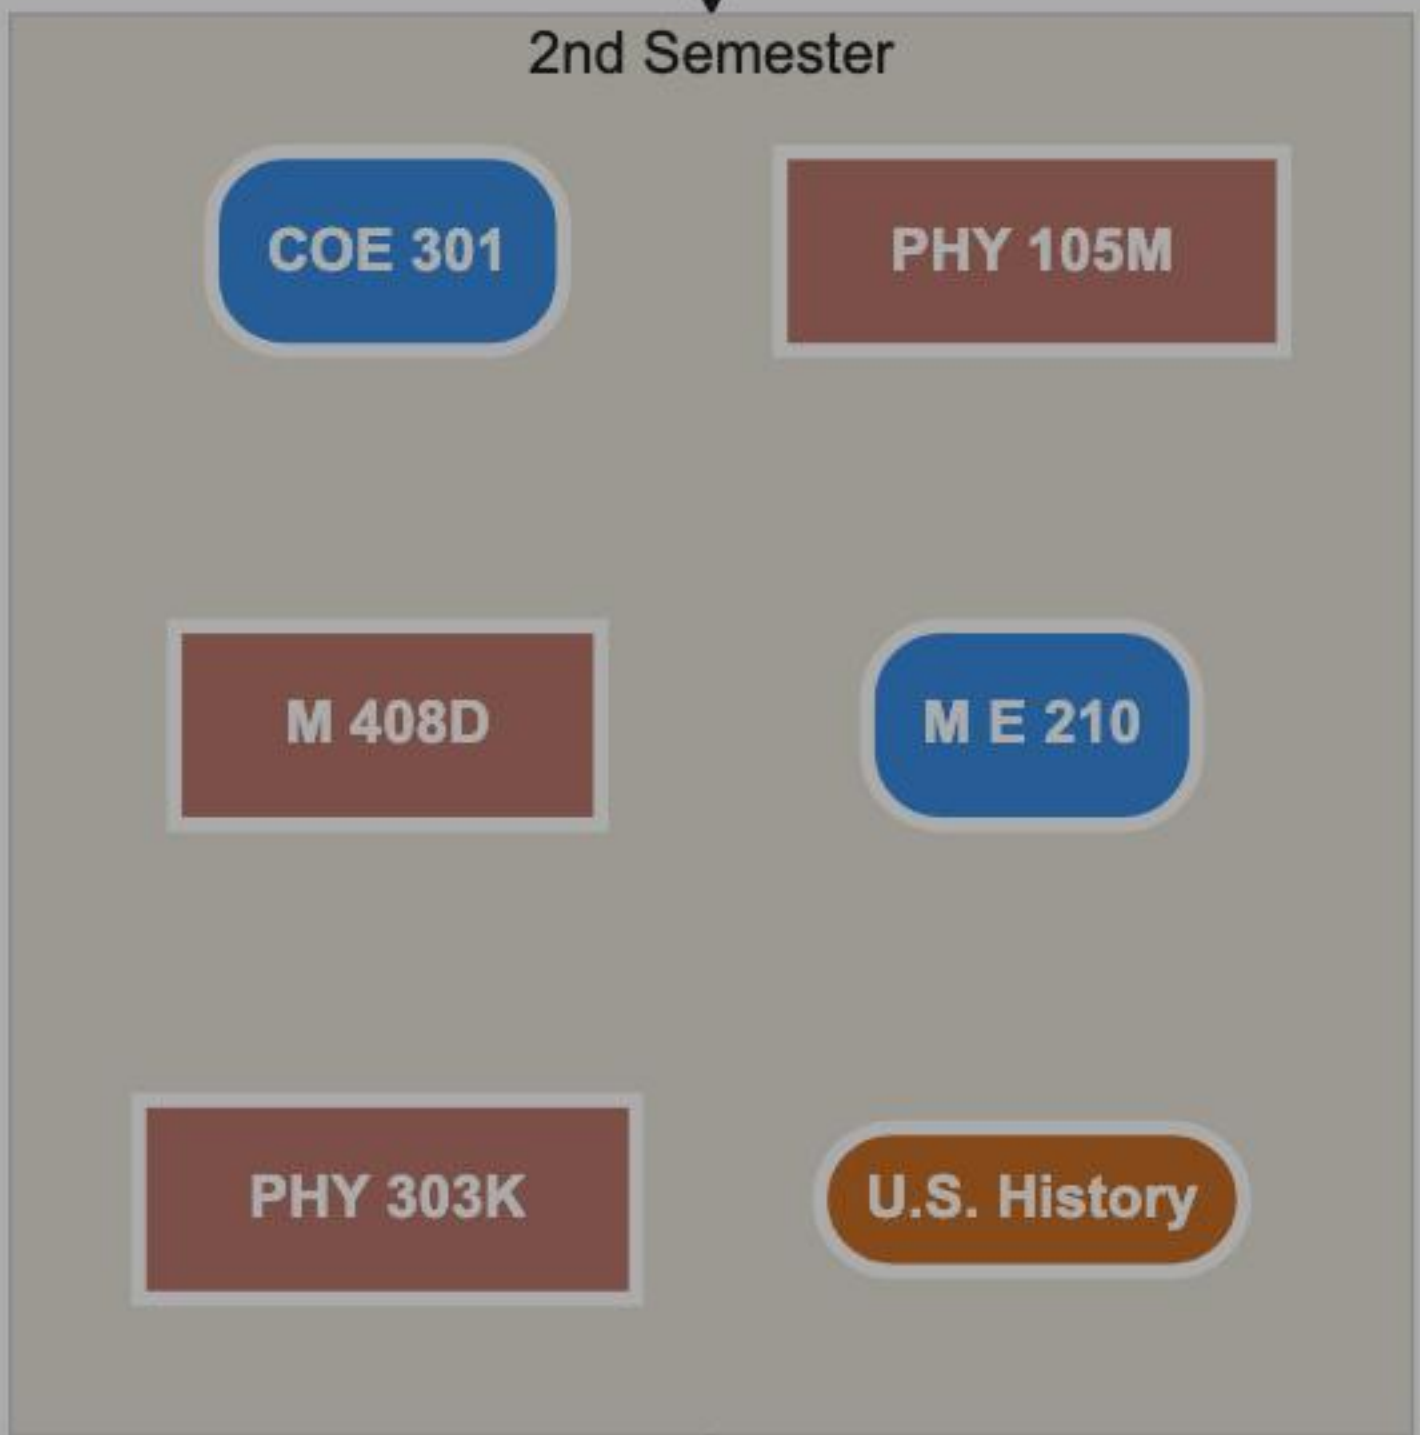 2nd Semester
COE 301
PHY 105M
M 408D
M E 210
PHY 303K
U.S. History